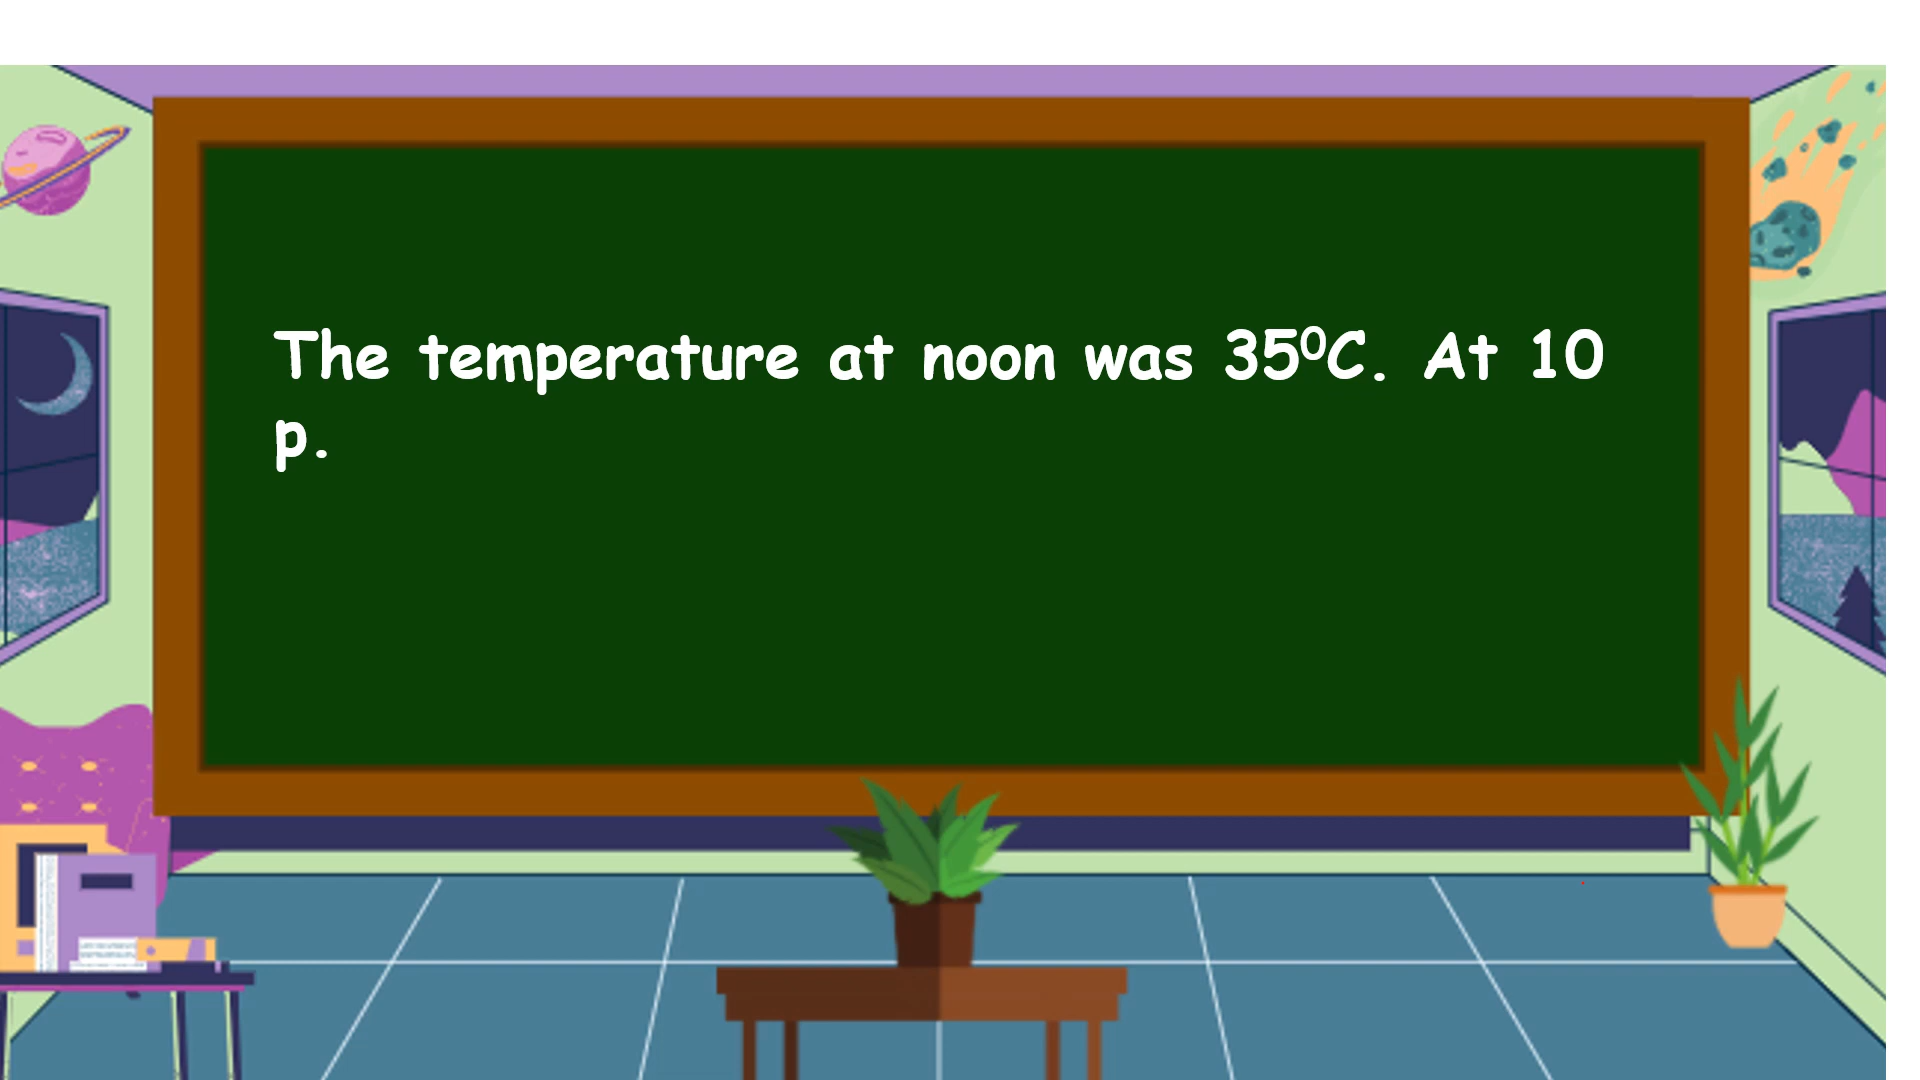 The temperature at noon was 35⁰C. At 10
p.